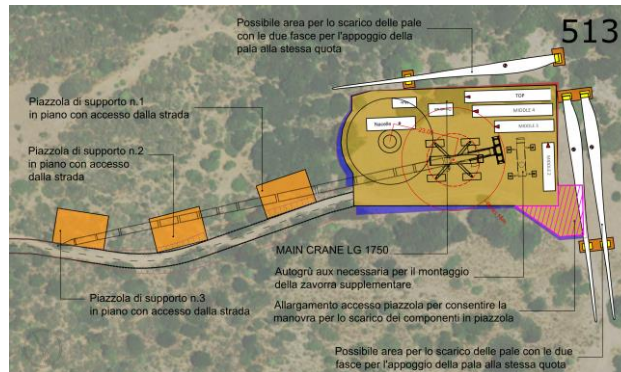 Possibile area per lo scarico delle pale
con le due fasce per l'appoggio della
pala alla stessa quota
513
Piazzola di supporto n.1
in piano con accesso dalla strada
Piazzola di supporto n.2
in piano con accesso
dalla strada
TOP
MIDDLE 4
MIDDLE 3
MIDDLE 2
Navicella
MAIN CRANE LG 1750
Autogrù aux necessaria per il montaggio
della zavorra supplementare
Piazzola di supporto n.3
in piano con accesso dalla strada
Allargamento accesso piazzola per consentire la
manovra per lo scarico dei componenti in piazzola
Possibile area per lo scarico delle pale con le due
fasce per l'appoggio della pala alla stessa quota